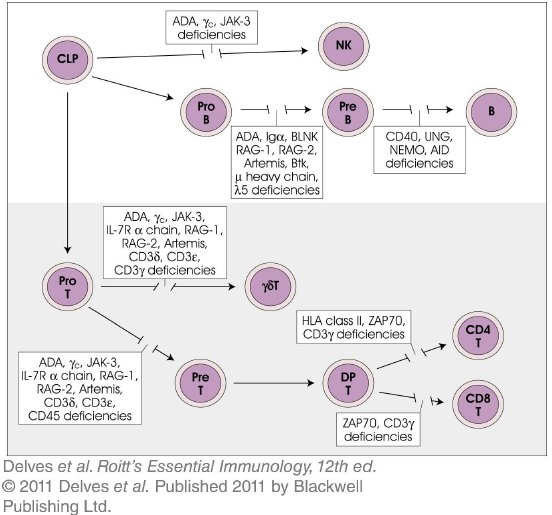 ADA, γc, JAK-3
deficiencies
CLP
NK
Pro
B
Pre
B
B
ADA, Igα, BLNK
RAG-1, RAG-2,
Artemis, Btk,
μ heavy chain,
λ5 deficiencies
CD40, UNG,
NEMO, AID
deficiencies
ADA, γc, JAK-3,
IL-7R α chain, RAG-1,
RAG-2, Artemis,
CD3δ, CD3ε,
CD3γ deficiencies
Pro
T
γδT
HLA class II, ZAP70,
CD3γ deficiencies
CD4
T
ADA, γc, JAK-3,
IL-7R α chain, RAG-1,
RAG-2, Artemis,
CD3δ, CD3ε,
CD45 deficiencies
Pre
T
DP
T
CD8
T
ZAP70, CD3γ
deficiencies
Delves et al. Roitt's Essential Immunology, 12th ed.
© 2011 Delves et al. Published 2011 by Blackwell
Publishing Ltd.